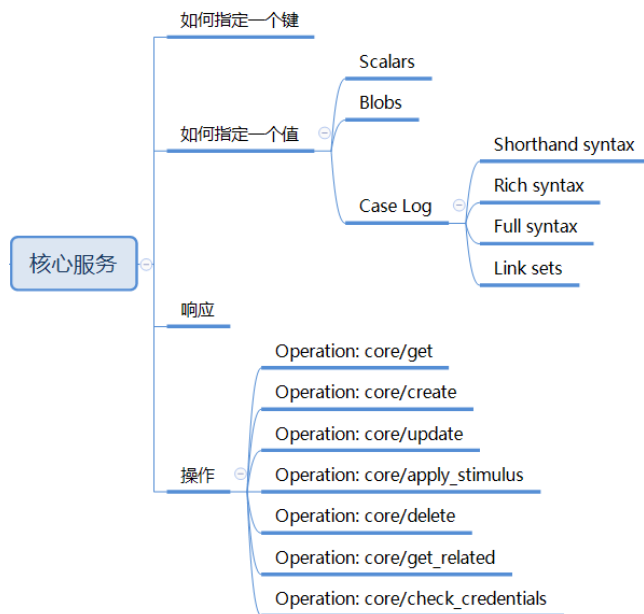 核心服务
如何指定一个键
如何指定一个值
Scalars
Blobs
Case Log
Shorthand syntax
Rich syntax
Full syntax
Link sets
响应
操作
Operation: core/get
Operation: core/create
Operation: core/update
Operation: core/apply_stimulus
Operation: core/delete
Operation: core/get_related
Operation: core/check_credentials